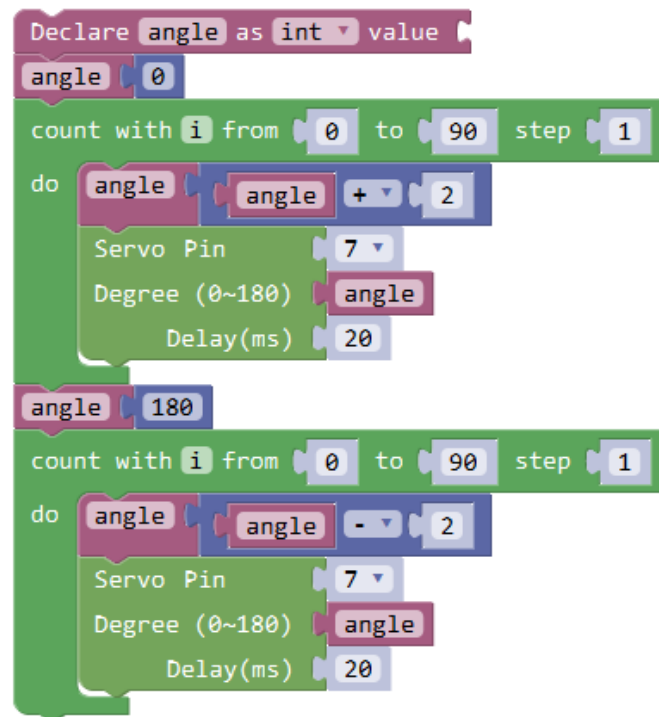 Declare angle as int value
angle 0
count with i from 0 to 90 step 1
do angle angle + 2
Servo Pin 7
Degree (0~180) angle
Delay(ms) 20
angle 180
count with i from 0 to 90 step 1
do angle angle - 2
Servo Pin 7
Degree (0~180) angle
Delay(ms) 20